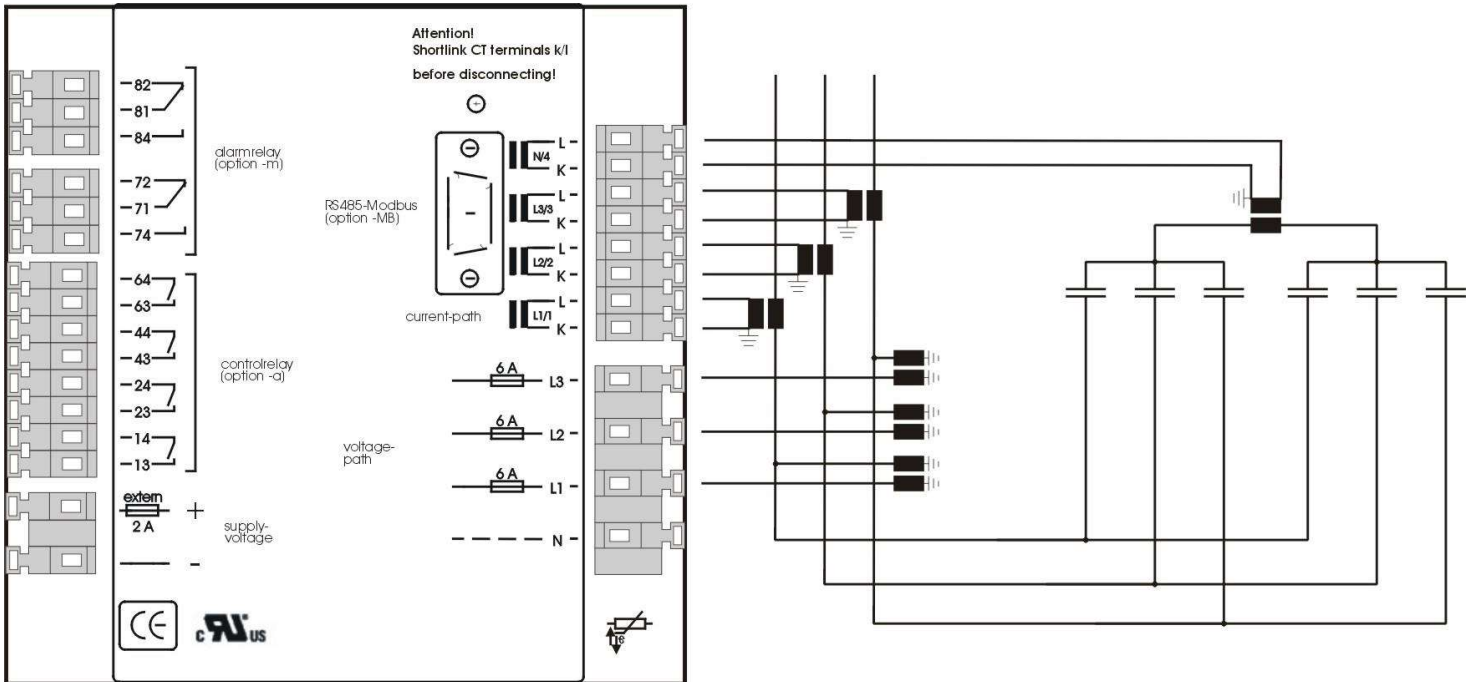 Attention!
Shortlink CT terminals k/l
before disconnecting!
82
81
84
alarmrelay
(option -m)
72
71
74
RS485-Modbus
(option -MB)
L
N/4
K
L
L3/3
K
L
L2/2
K
L
L1/1
K
current-path
64
63
44
43
24
23
14
13
controlrelay
(option -a)
6 A
L3
6 A
L2
6 A
L1
N
voltage-
path
extern
2 A
+
-
supply-
voltage
CE
c RU US